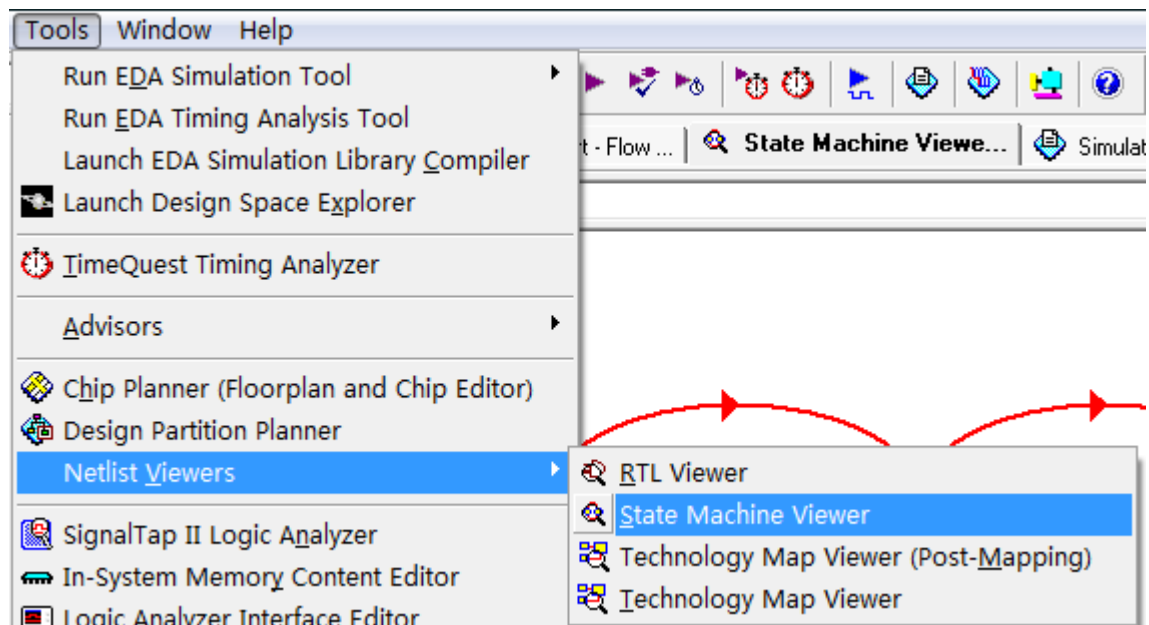 Tools Window Help
Run EDA Simulation Tool
Run EDA Timing Analysis Tool
Launch EDA Simulation Library Compiler
Launch Design Space Explorer
TimeQuest Timing Analyzer
Advisors
Chip Planner (Floorplan and Chip Editor)
Design Partition Planner
Netlist Viewers
SignalTap II Logic Analyzer
In-System Memory Content Editor
Logic Analyzer Interface Editor
t - Flow ... State Machine Viewe... Simulat
RTL Viewer
State Machine Viewer
Technology Map Viewer (Post-Mapping)
Technology Map Viewer